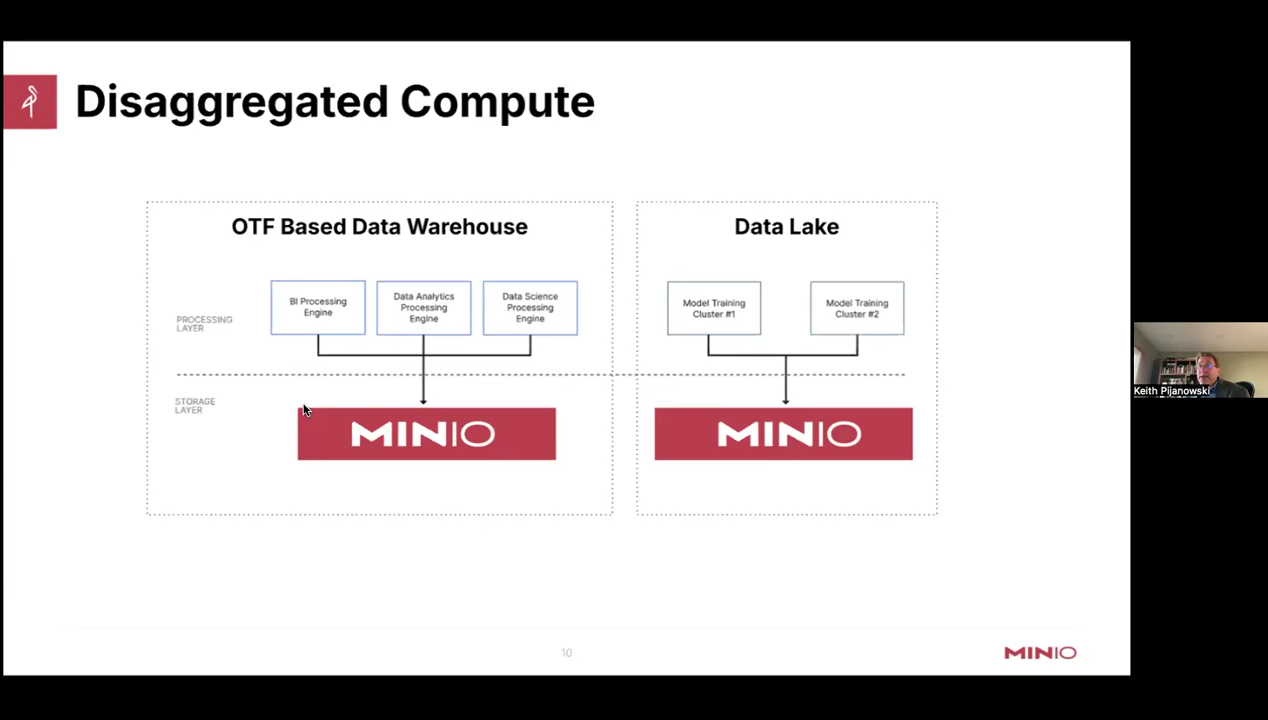 Disaggregated Compute
OTF Based Data Warehouse
Data Lake
BI Processing
Engine
Data Analytics
Processing
Engine
Data Science
Processing
Engine
Model Training
Cluster #1
Model Training
Cluster #2
PROCESSING
LAYER
STORAGE
LAYER
MINIO
MINIO
Keith Pijanowski
10
MINIO